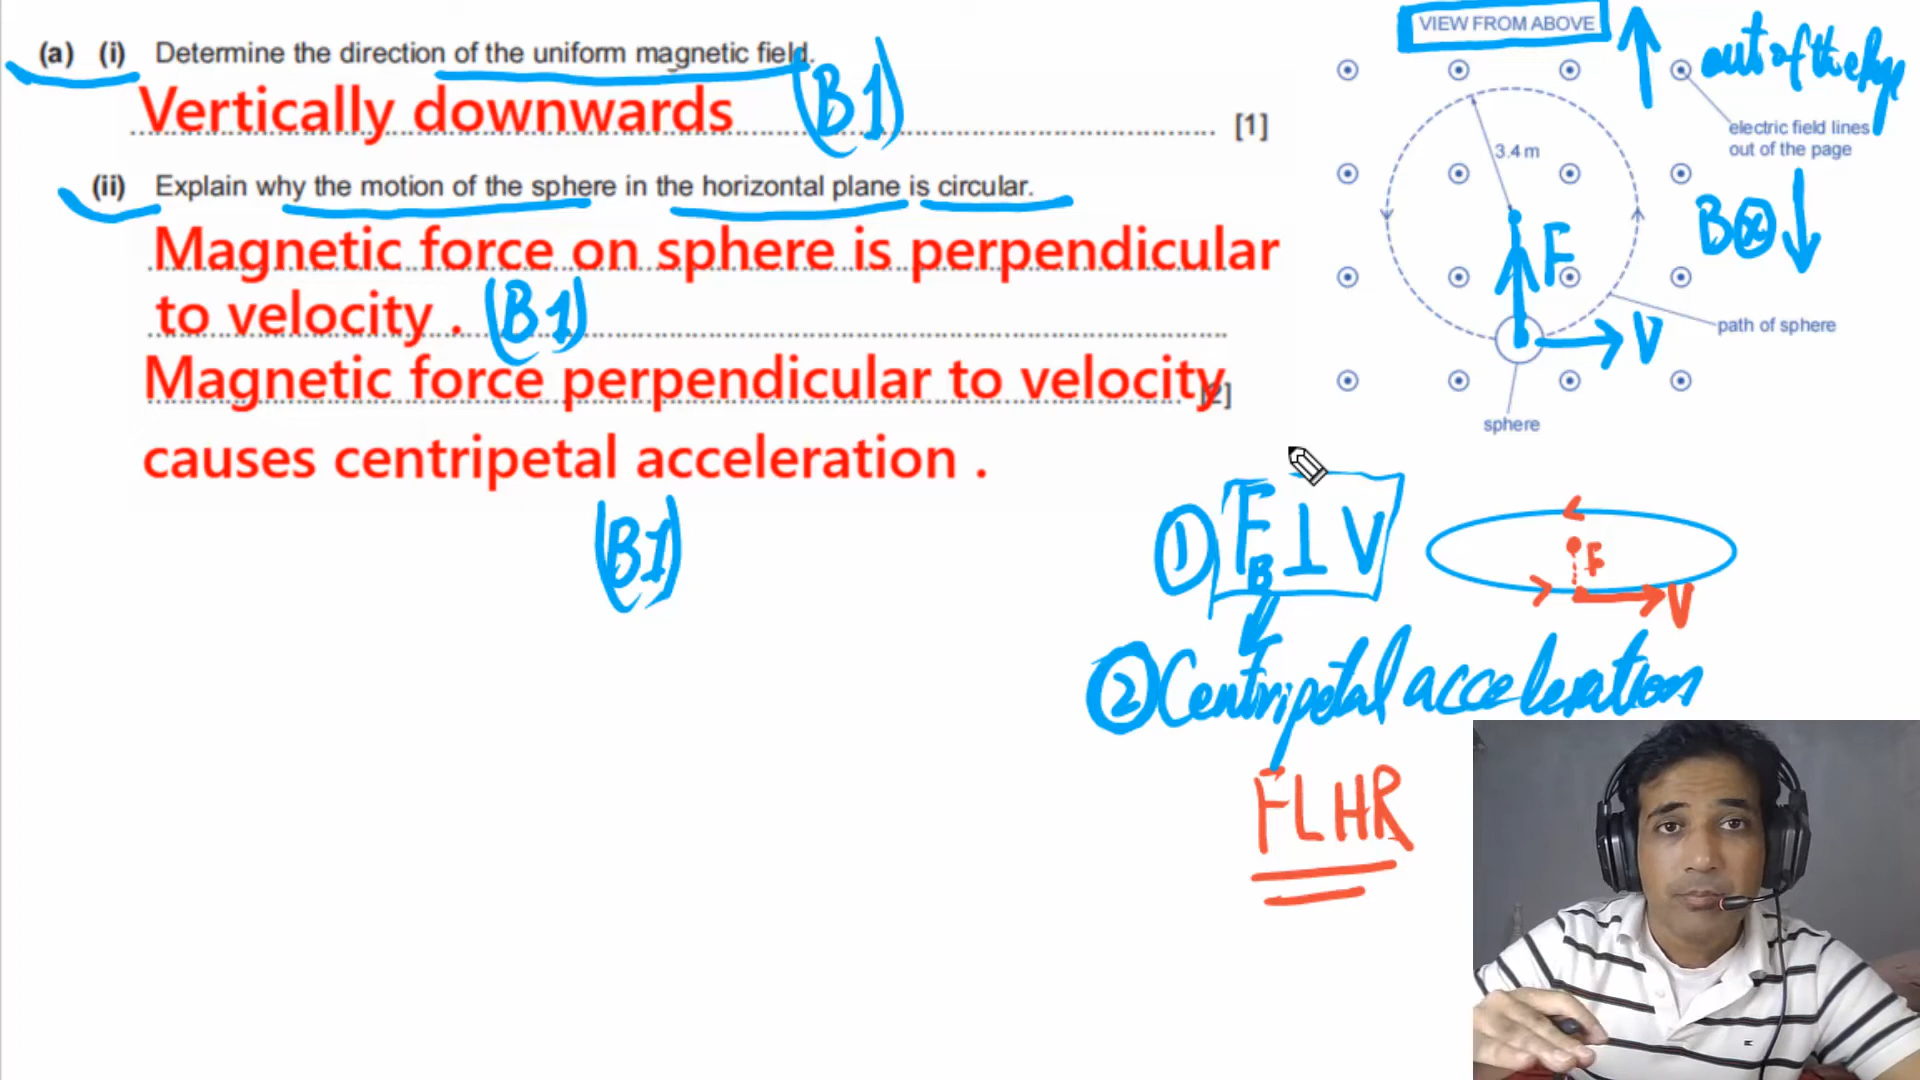 (a) (i) Determine the direction of the uniform magnetic field.
Vertically downwards (B1)
[1]
(ii) Explain why the motion of the sphere in the horizontal plane is circular.
Magnetic force on sphere is perpendicular
to velocity . (B1)
Magnetic force perpendicular to velocity
[2]
causes centripetal acceleration .
(B1)
VIEW FROM ABOVE
out of the page
electric field lines
out of the page
3.4 m
B ⊗
F
V
path of sphere
sphere
① F_B ⊥ V
F
V
② Centripetal acceleration
FLHR